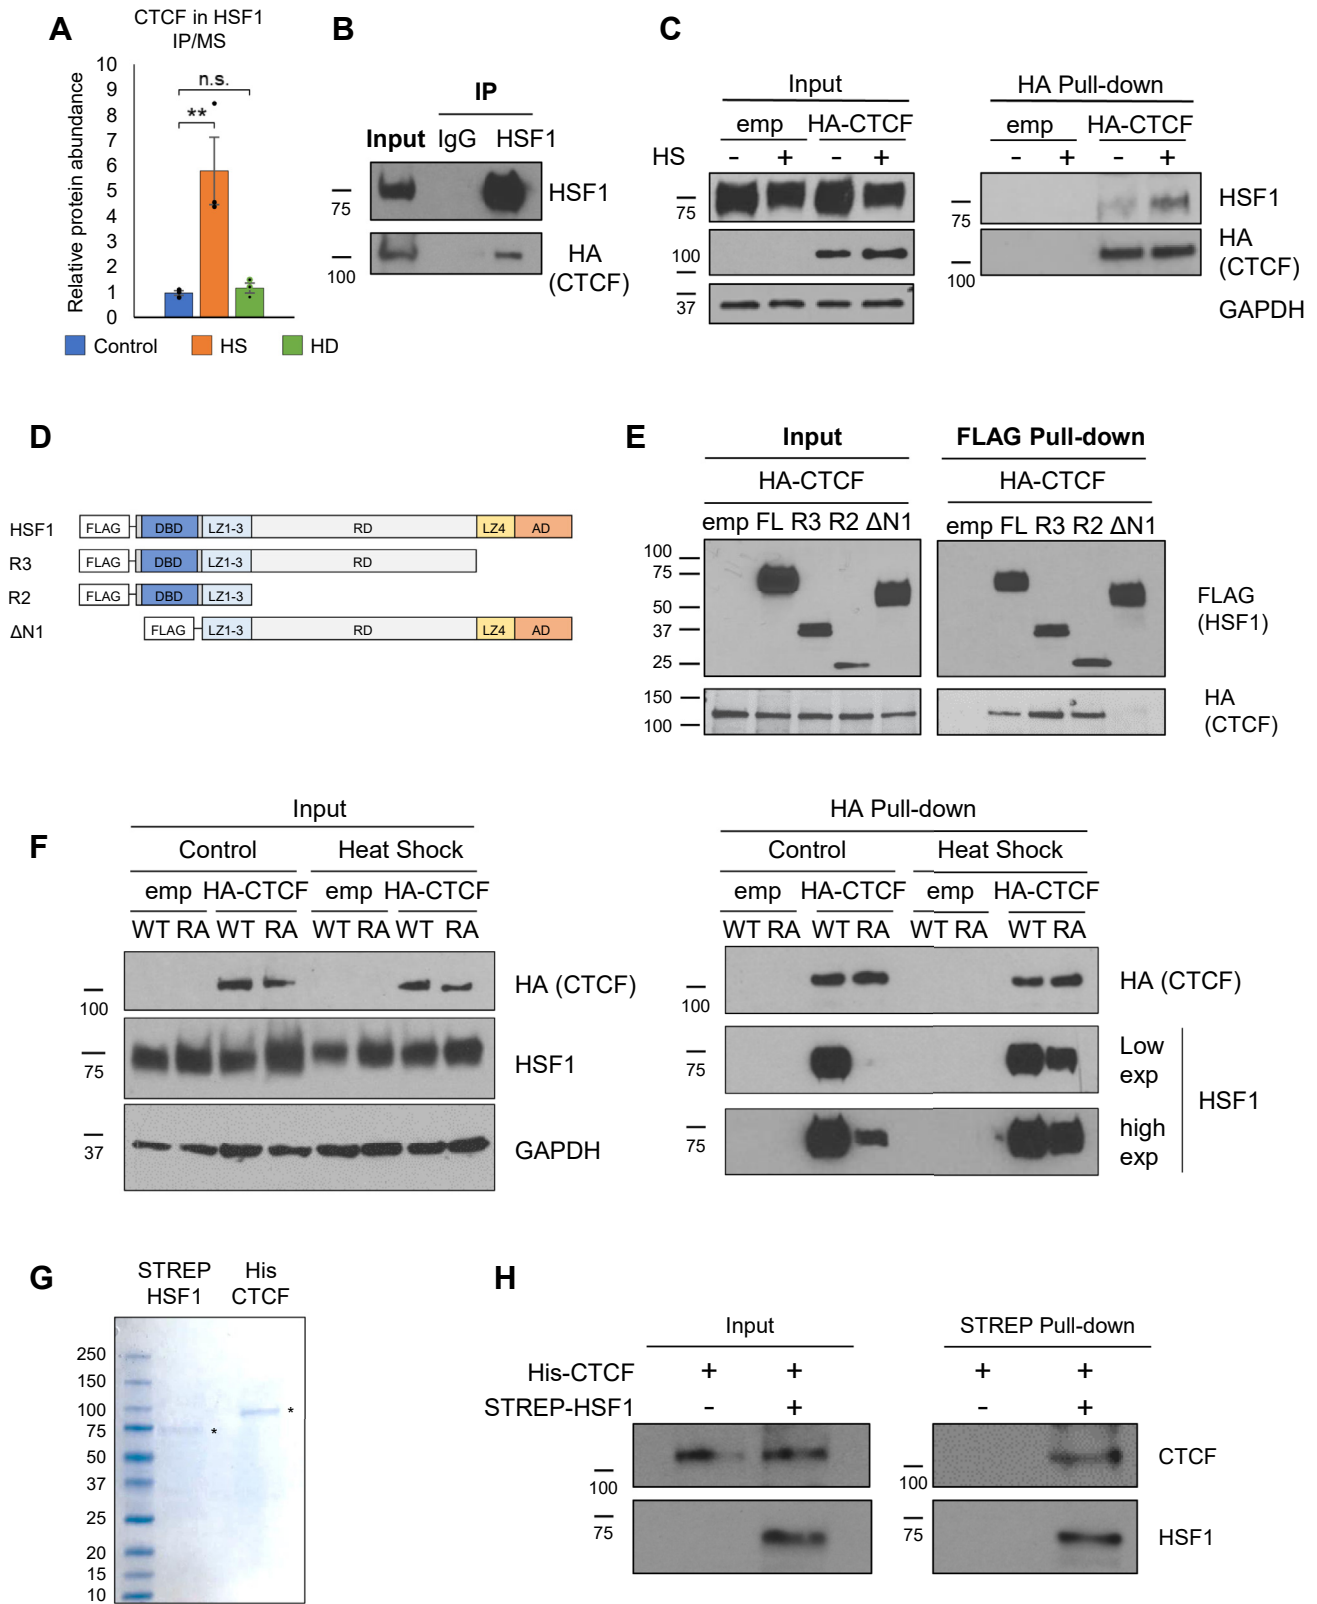 A
CTCF in HSF1
IP/MS
Relative protein abundance
10
9
8
7
6
5
4
3
2
1
0
n.s.
**
Control
HS
HD
B
IP
Input IgG HSF1
75
HSF1
100
HA
(CTCF)
C
Input
HA Pull-down
emp HA-CTCF
emp HA-CTCF
HS - + - +
- + - +
75
75
HSF1
100
100
HA
(CTCF)
37
GAPDH
D
HSF1 FLAG DBD LZ1-3 RD LZ4 AD
R3 FLAG DBD LZ1-3 RD
R2 FLAG DBD LZ1-3
ΔN1 FLAG LZ1-3 RD LZ4 AD
E
Input
FLAG Pull-down
HA-CTCF
HA-CTCF
emp FL R3 R2 ΔN1
emp FL R3 R2 ΔN1
100
75
50
37
25
FLAG
(HSF1)
150
100
HA
(CTCF)
F
Input
HA Pull-down
Control Heat Shock
Control Heat Shock
emp HA-CTCF emp HA-CTCF
emp HA-CTCF emp HA-CTCF
WT RA WT RA WT RA WT RA
WT RA WT RA WT RA WT RA
100
HA (CTCF)
100
HA (CTCF)
75
HSF1
75
Low
exp
37
GAPDH
75
high
exp
HSF1
G
STREP
HSF1
His
CTCF
250
150
100
75
50
37
25
20
15
10
*
*
H
Input
STREP Pull-down
His-CTCF + +
+ +
STREP-HSF1 - +
- +
100
100
CTCF
75
75
HSF1